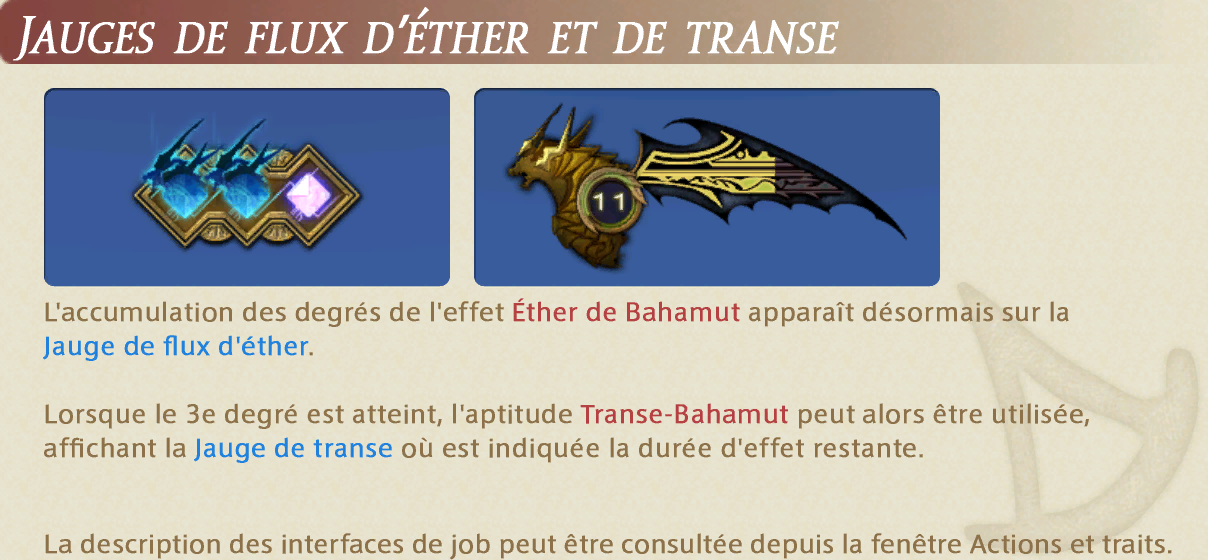 Jauges de flux d'éther et de transe
11
L'accumulation des degrés de l'effet Éther de Bahamut apparaît désormais sur la
Jauge de flux d'éther.
Lorsque le 3e degré est atteint, l'aptitude Transe-Bahamut peut alors être utilisée,
affichant la Jauge de transe où est indiquée la durée d'effet restante.
La description des interfaces de job peut être consultée depuis la fenêtre Actions et traits.